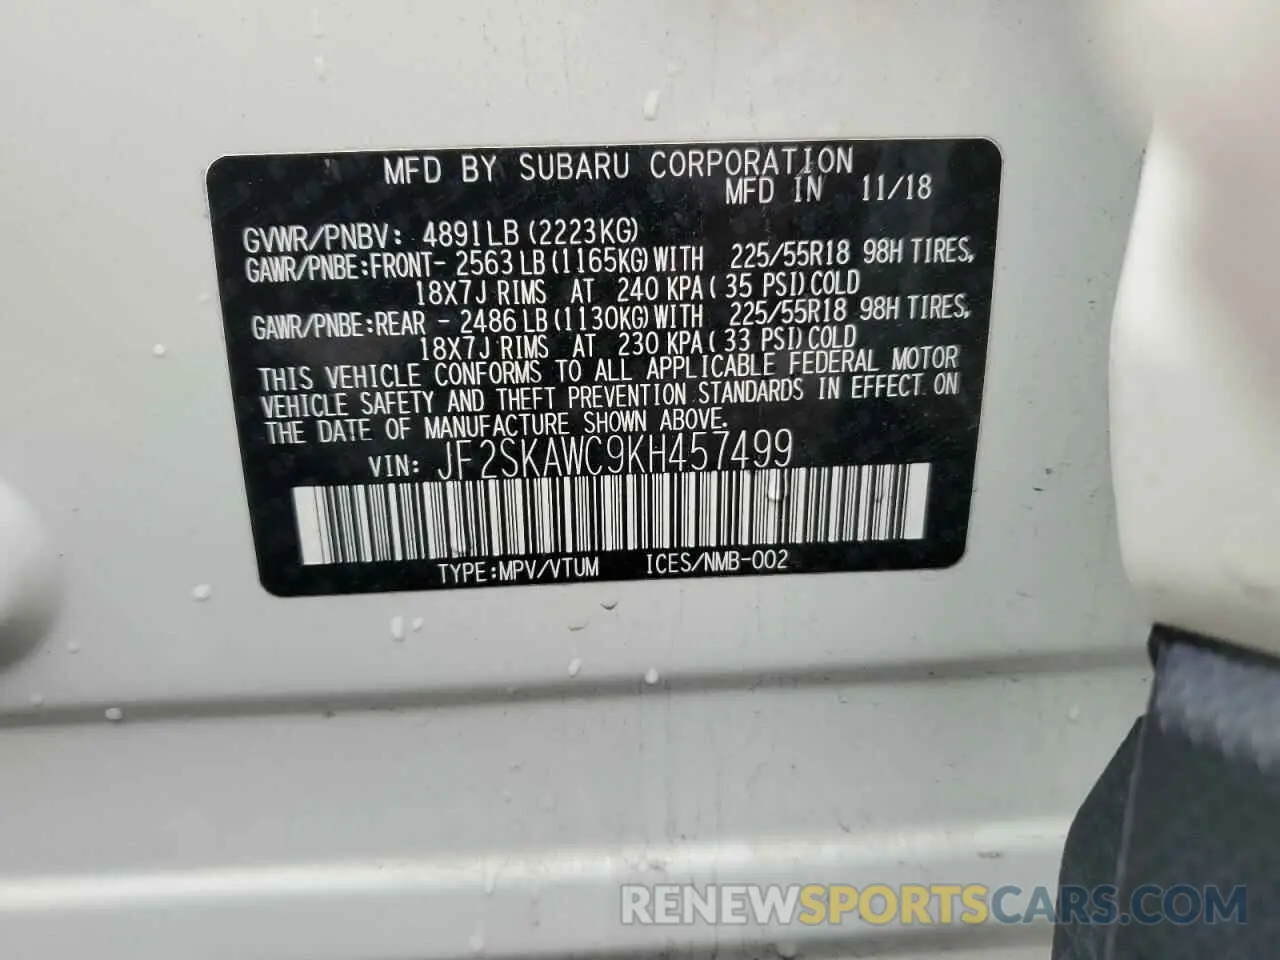 MFD BY SUBARU CORPORATION
MFD IN 11/18
GVWR/PNBV: 4891LB (2223KG)
GAWR/PNBE:FRONT- 2563LB (1165KG) WITH 225/55R18 98H TIRES,
18X7J RIMS AT 240 KPA ( 35 PSI) COLD
GAWR/PNBE:REAR - 2486LB (1130KG) WITH 225/55R18 98H TIRES,
18X7J RIMS AT 230 KPA ( 33 PSI) COLD
THIS VEHICLE CONFORMS TO ALL APPLICABLE FEDERAL MOTOR
VEHICLE SAFETY AND THEFT PREVENTION STANDARDS IN EFFECT ON
THE DATE OF MANUFACTURE SHOWN ABOVE.
VIN: JF2SKAWC9KH457499
TYPE:MPV/VTUM ICES/NMB-002
RENEWSPORTSCARS.COM